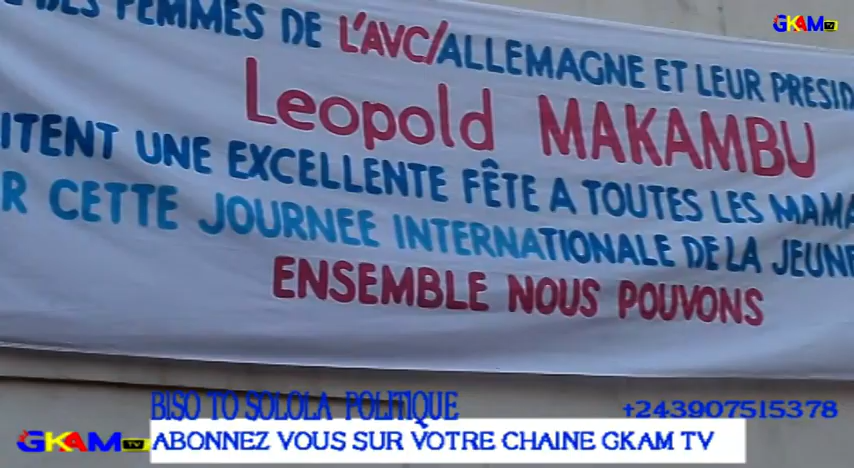 GKAM TV
DES FEMMES DE L'AVC/ALLEMAGNE ET LEUR PRESID
Leopold MAKAMBU
ITENT UNE EXCELLENTE FÊTE A TOUTES LES MAMA
R CETTE JOURNEE INTERNATIONALE DE LA JEUNE
ENSEMBLE NOUS POUVONS
BISO TO SOLOLA POLITIQUE +243907515378
GKAM TV ABONNEZ VOUS SUR VOTRE CHAINE GKAM TV